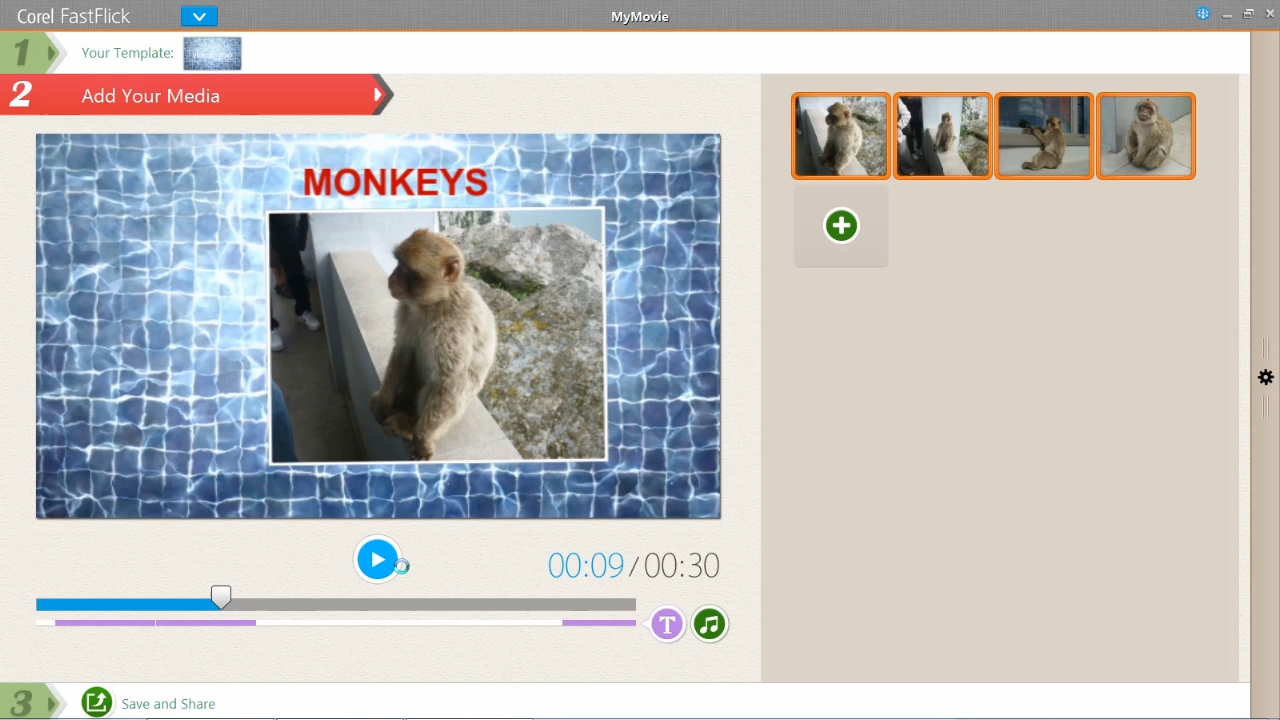 Corel FastFlick
MyMovie
1
Your Template:
2
Add Your Media
MONKEYS
00:09/00:30
T
3
Save and Share